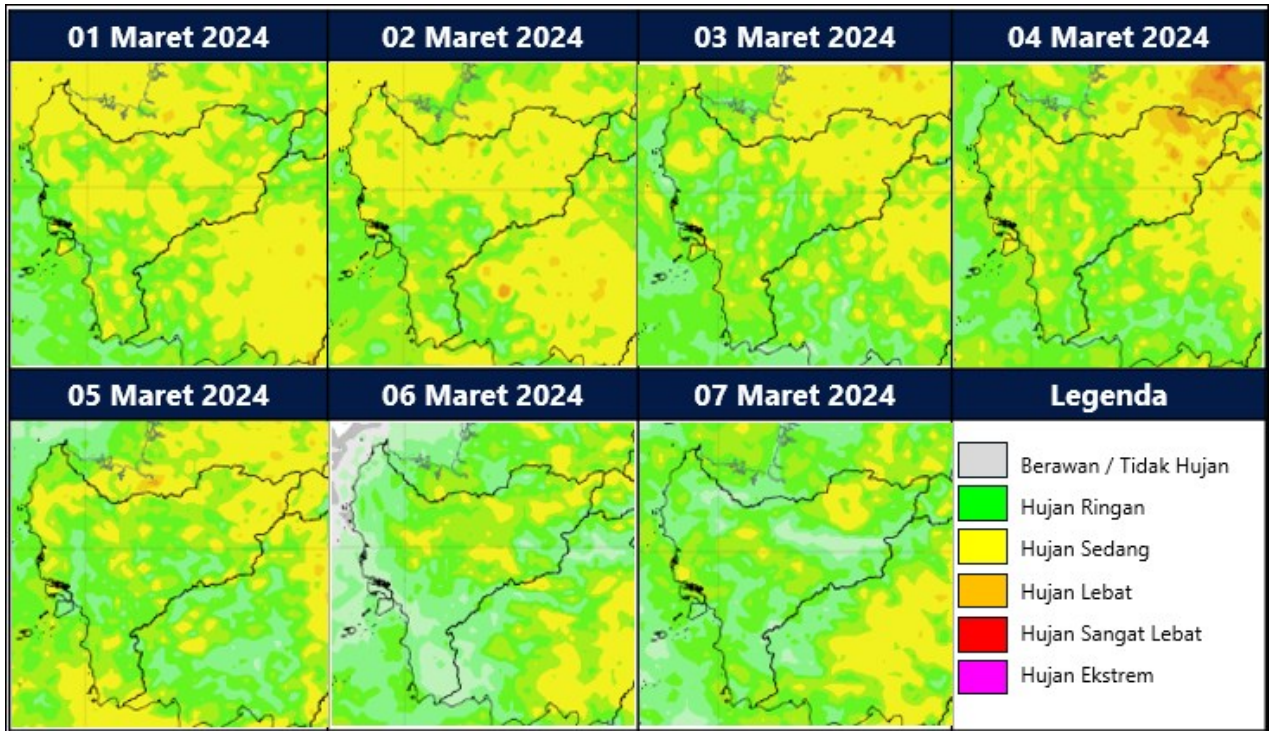 01 Maret 2024
02 Maret 2024
03 Maret 2024
04 Maret 2024
05 Maret 2024
06 Maret 2024
07 Maret 2024
Legenda
Berawan / Tidak Hujan
Hujan Ringan
Hujan Sedang
Hujan Lebat
Hujan Sangat Lebat
Hujan Ekstrem